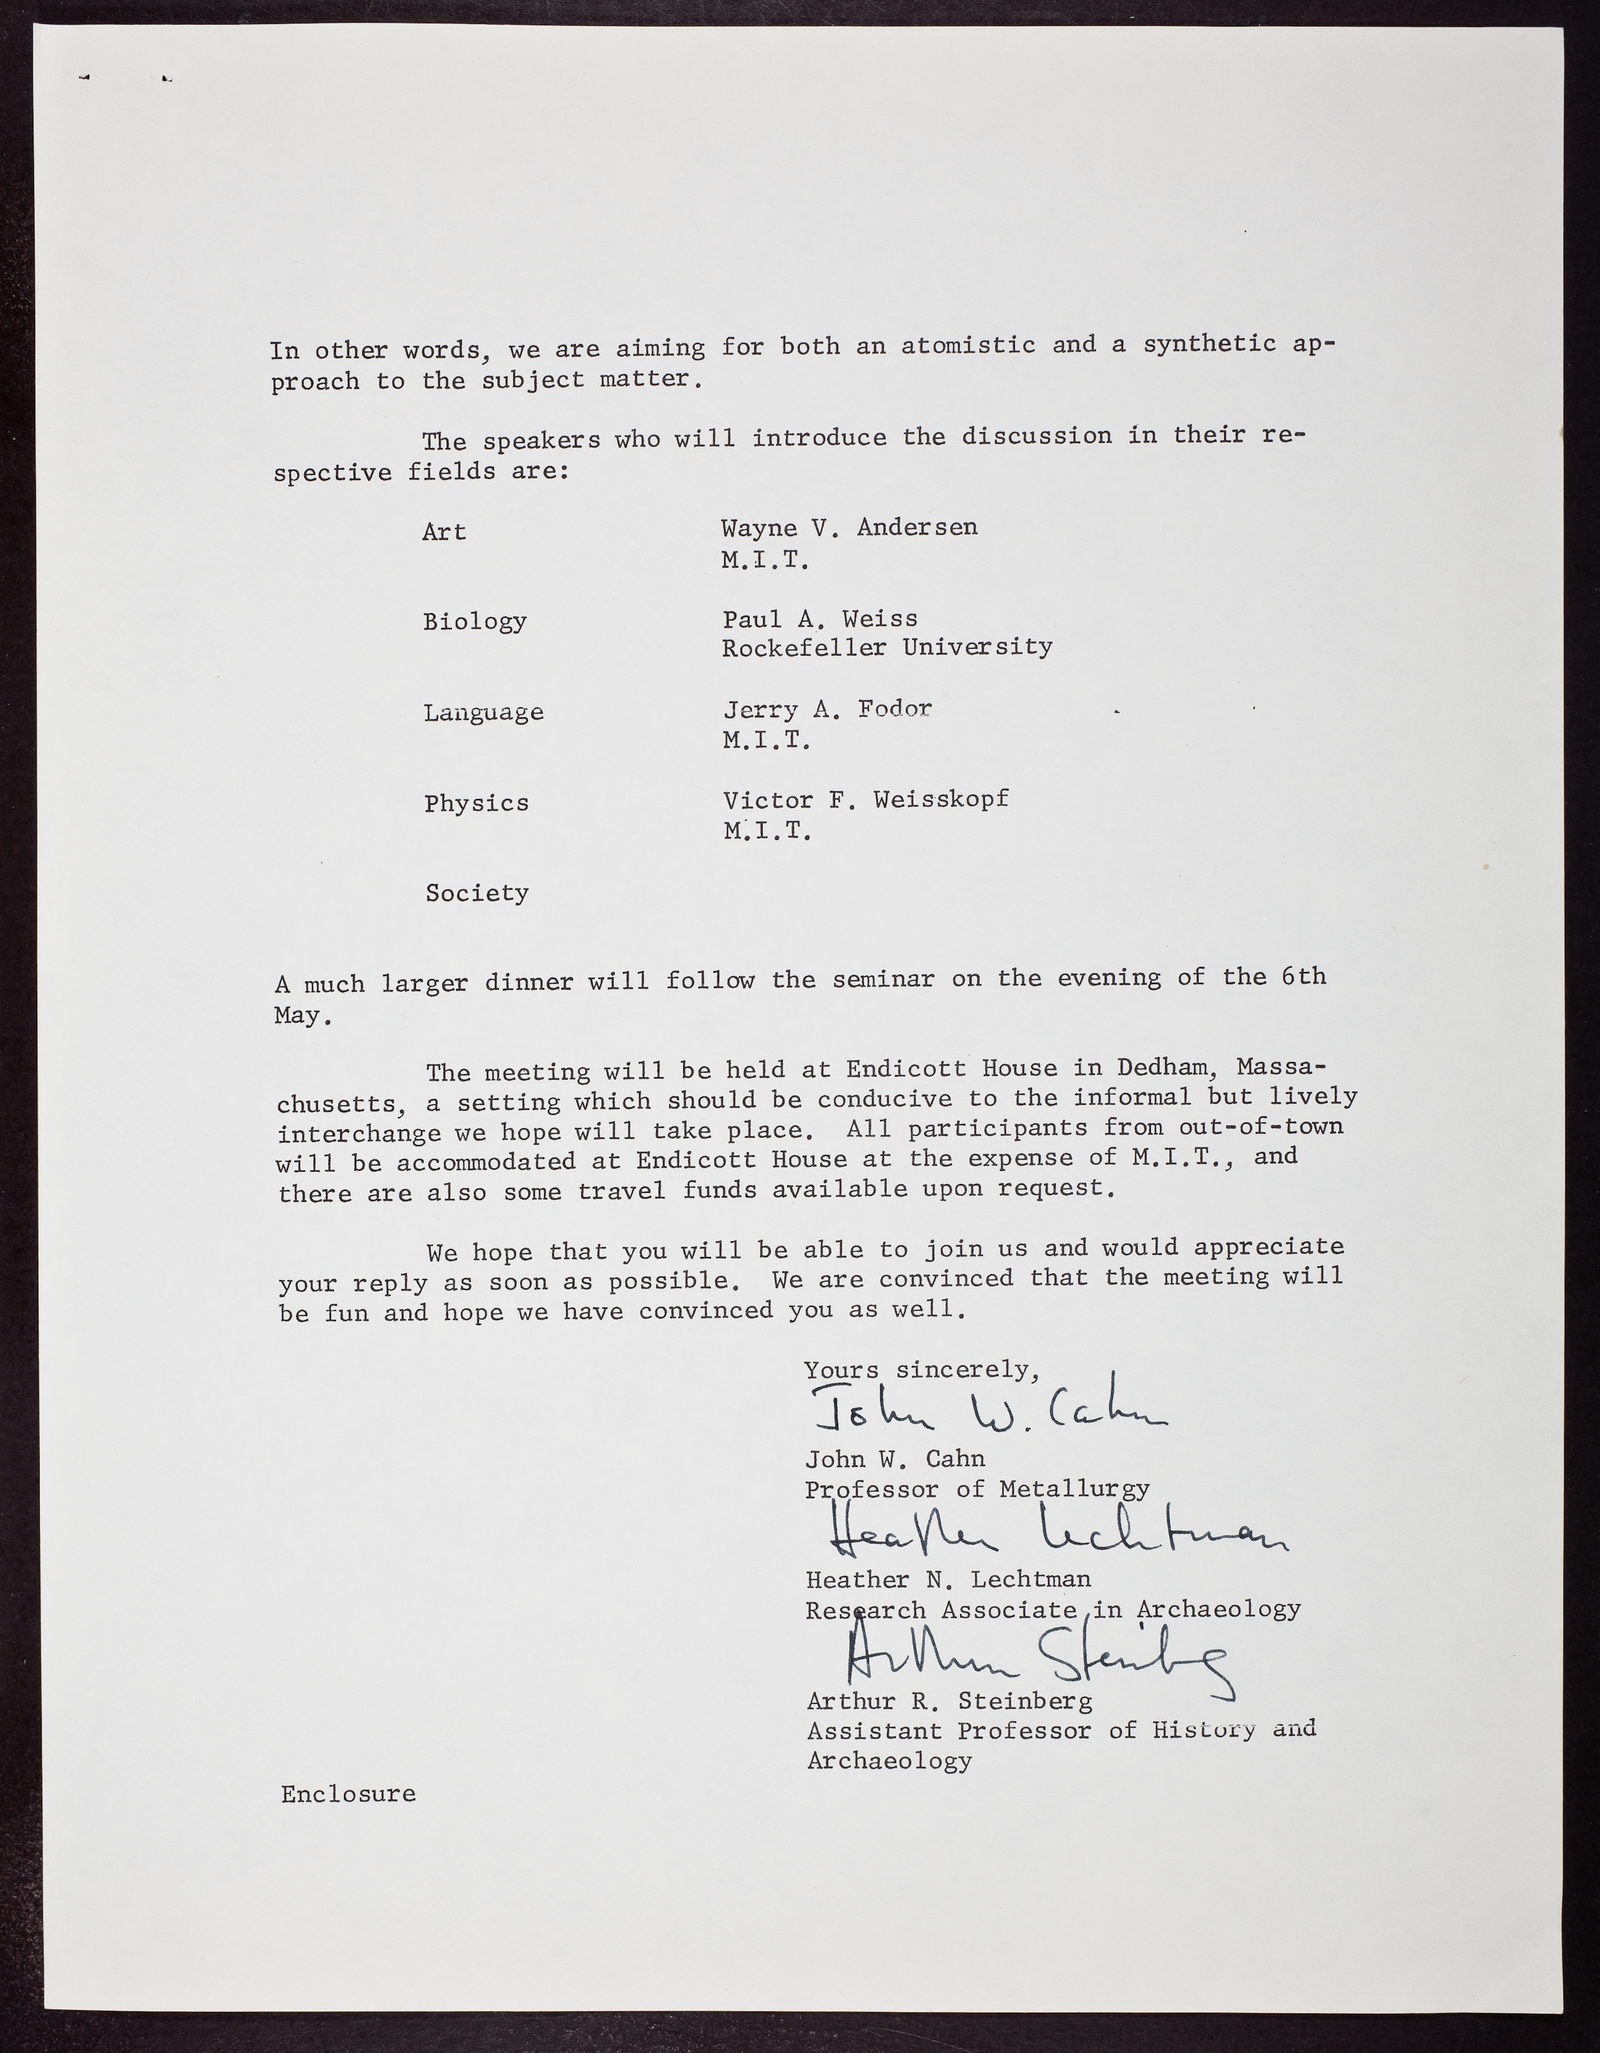 In other words, we are aiming for both an atomistic and a synthetic ap-
proach to the subject matter.
The speakers who will introduce the discussion in their re-
spective fields are:
Art Wayne V. Andersen
M.I.T.
Biology Paul A. Weiss
Rockefeller University
Language Jerry A. Fodor
M.I.T.
Physics Victor F. Weisskopf
M.I.T.
Society
A much larger dinner will follow the seminar on the evening of the 6th
May.
The meeting will be held at Endicott House in Dedham, Massa-
chusetts, a setting which should be conducive to the informal but lively
interchange we hope will take place. All participants from out-of-town
will be accommodated at Endicott House at the expense of M.I.T., and
there are also some travel funds available upon request.
We hope that you will be able to join us and would appreciate
your reply as soon as possible. We are convinced that the meeting will
be fun and hope we have convinced you as well.
Yours sincerely,
John W. Cahn
John W. Cahn
Professor of Metallurgy
Heather Lechtman
Heather N. Lechtman
Research Associate in Archaeology
Arthur Steinberg
Arthur R. Steinberg
Assistant Professor of History and
Archaeology
Enclosure